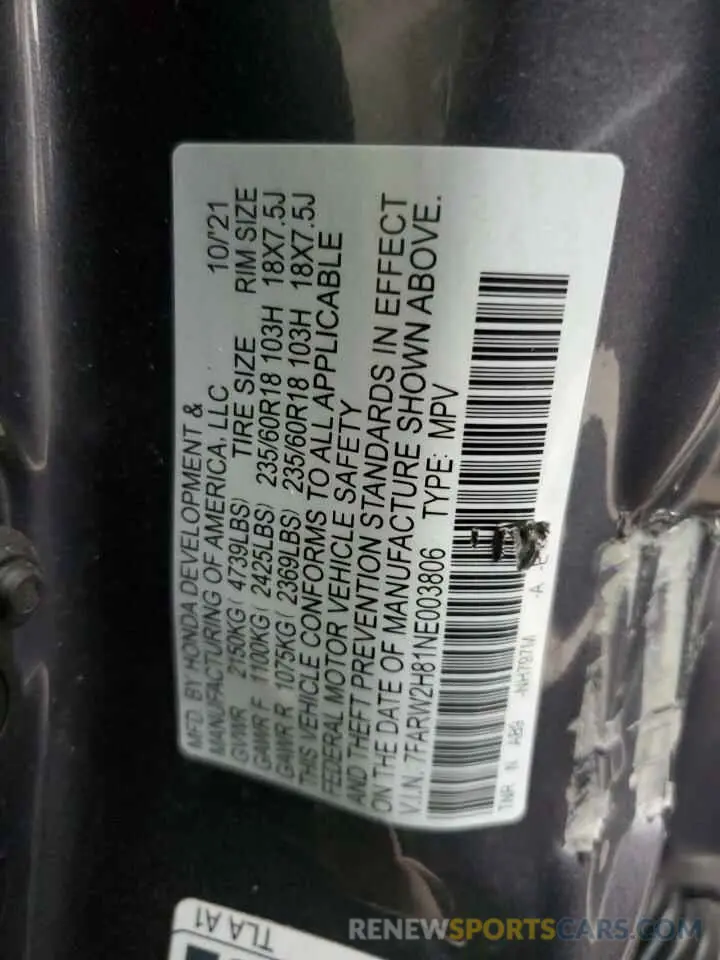 MFD. BY HONDA DEVELOPMENT &
MANUFACTURING OF AMERICA, LLC 10/'21
GVWR 2150KG( 4739LBS) TIRE SIZE RIM SIZE
GAWR F 1100KG( 2425LBS) 235/60R18 103H 18X7.5J
GAWR R 1075KG( 2369LBS) 235/60R18 103H 18X7.5J
THIS VEHICLE CONFORMS TO ALL APPLICABLE
FEDERAL MOTOR VEHICLE SAFETY
AND THEFT PREVENTION STANDARDS IN EFFECT
ON THE DATE OF MANUFACTURE SHOWN ABOVE.
V.I.N. 7FARW2H81NE003806 TYPE: MPV
TNR N AB9 -NH797M -A -E
TLA A1
RENEWSPORTSCARS.COM